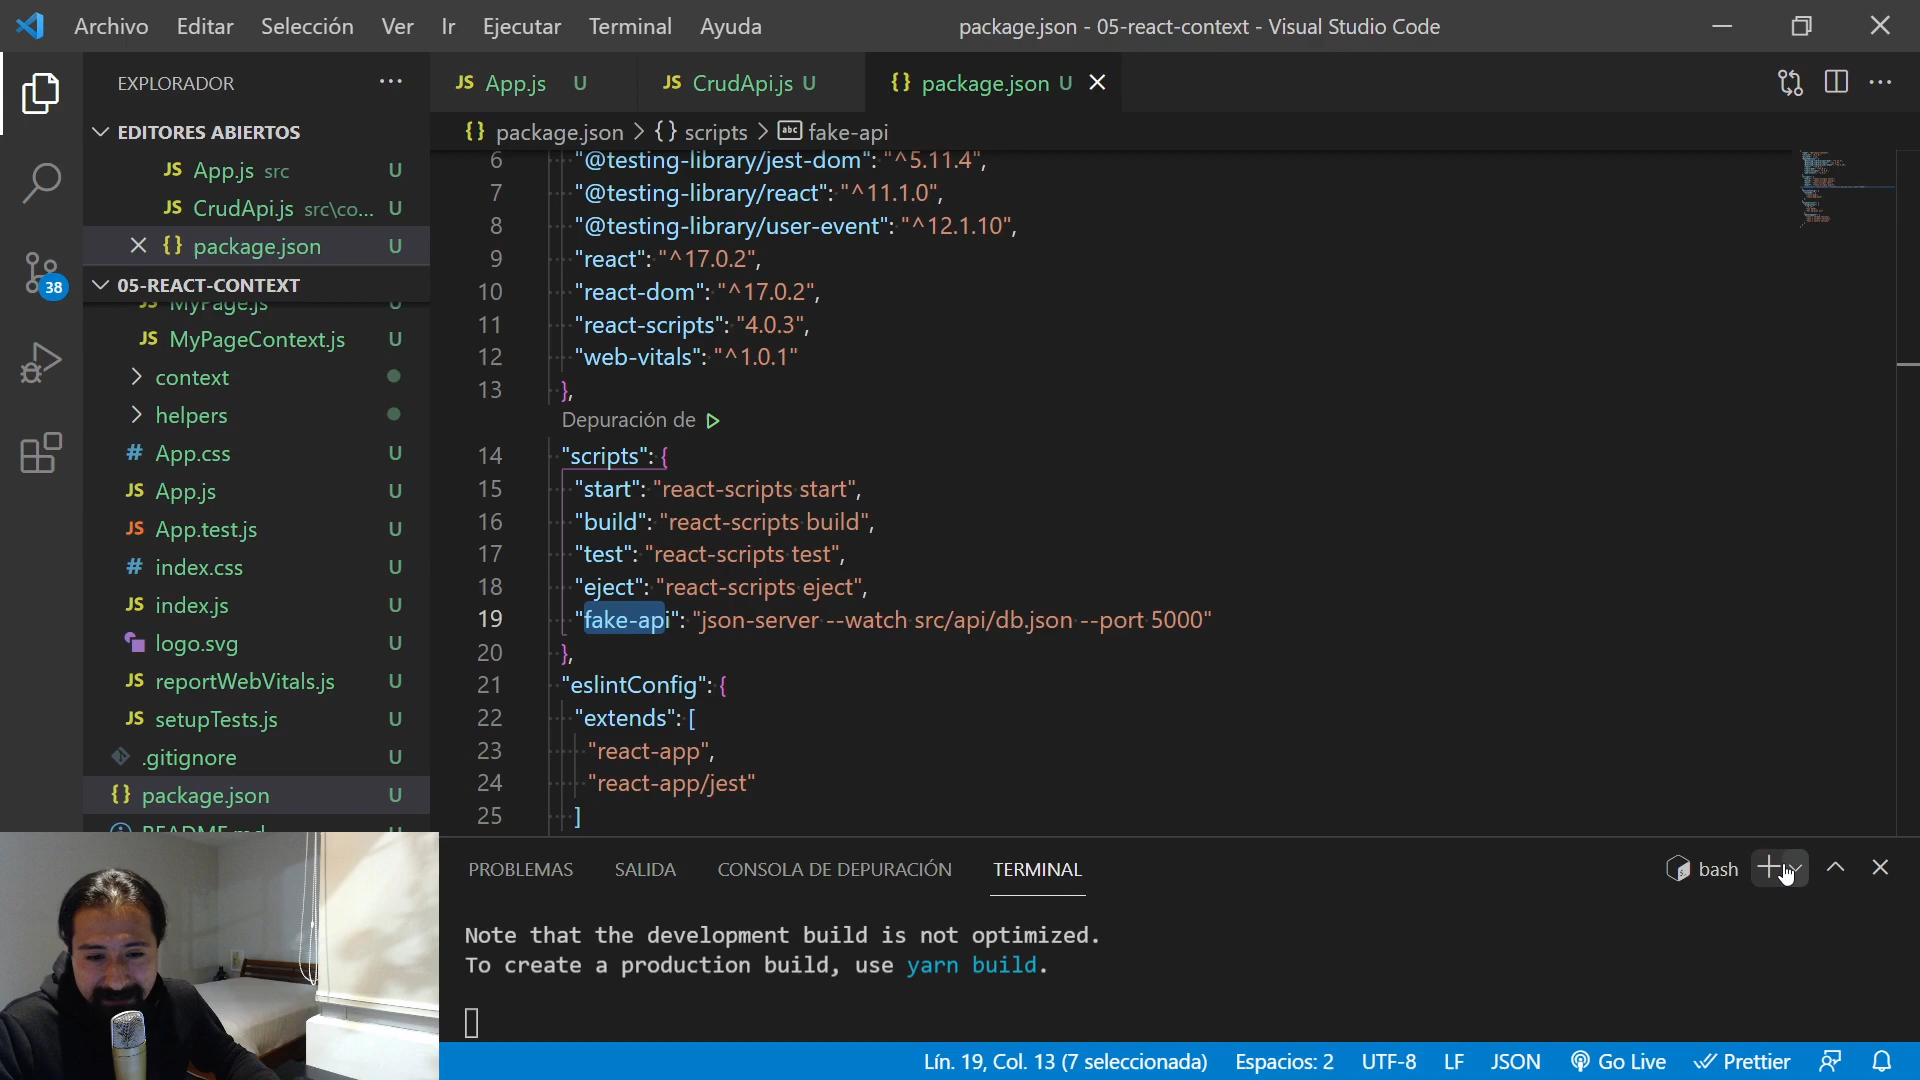 Archivo Editar Selección Ver Ir Ejecutar Terminal Ayuda package.json - 05-react-context - Visual Studio Code
EXPLORADOR
EDITORES ABIERTOS
JS App.js src U
JS CrudApi.js src\co... U
{} package.json U
05-REACT-CONTEXT
JS MyPage.js U
JS MyPageContext.js U
context
helpers
# App.css U
JS App.js U
JS App.test.js U
# index.css U
JS index.js U
logo.svg U
JS reportWebVitals.js U
JS setupTests.js U
.gitignore U
{} package.json U
README.md U
38
JS App.js U JS CrudApi.js U {} package.json U
{} package.json > {} scripts > abc fake-api
6 "@testing-library/jest-dom": "^5.11.4",
7 "@testing-library/react": "^11.1.0",
8 "@testing-library/user-event": "^12.1.10",
9 "react": "^17.0.2",
10 "react-dom": "^17.0.2",
11 "react-scripts": "4.0.3",
12 "web-vitals": "^1.0.1"
13 },
Depuración de
14 "scripts": {
15 "start": "react-scripts start",
16 "build": "react-scripts build",
17 "test": "react-scripts test",
18 "eject": "react-scripts eject",
19 "fake-api": "json-server --watch src/api/db.json --port 5000"
20 },
21 "eslintConfig": {
22 "extends": [
23 "react-app",
24 "react-app/jest"
25 ]
PROBLEMAS SALIDA CONSOLA DE DEPURACIÓN TERMINAL bash
Note that the development build is not optimized.
To create a production build, use yarn build.
Lín. 19, Col. 13 (7 seleccionada) Espacios: 2 UTF-8 LF JSON Go Live Prettier